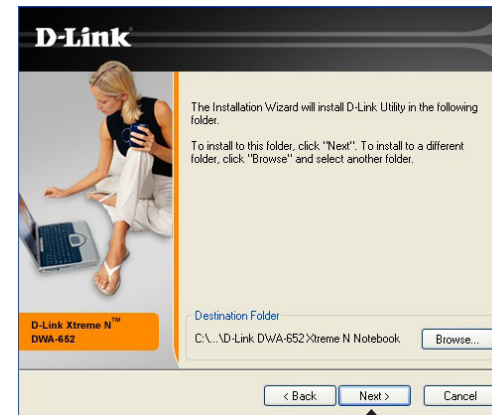 D-Link
The Installation Wizard will install D-Link Utility in the following
folder.
To install to this folder, click "Next". To install to a different
folder, click "Browse" and select another folder.
D-Link Xtreme N™
DWA-652
Destination Folder
C:\...\D-Link DWA-652 Xtreme N Notebook
Browse...
< Back
Next >
Cancel